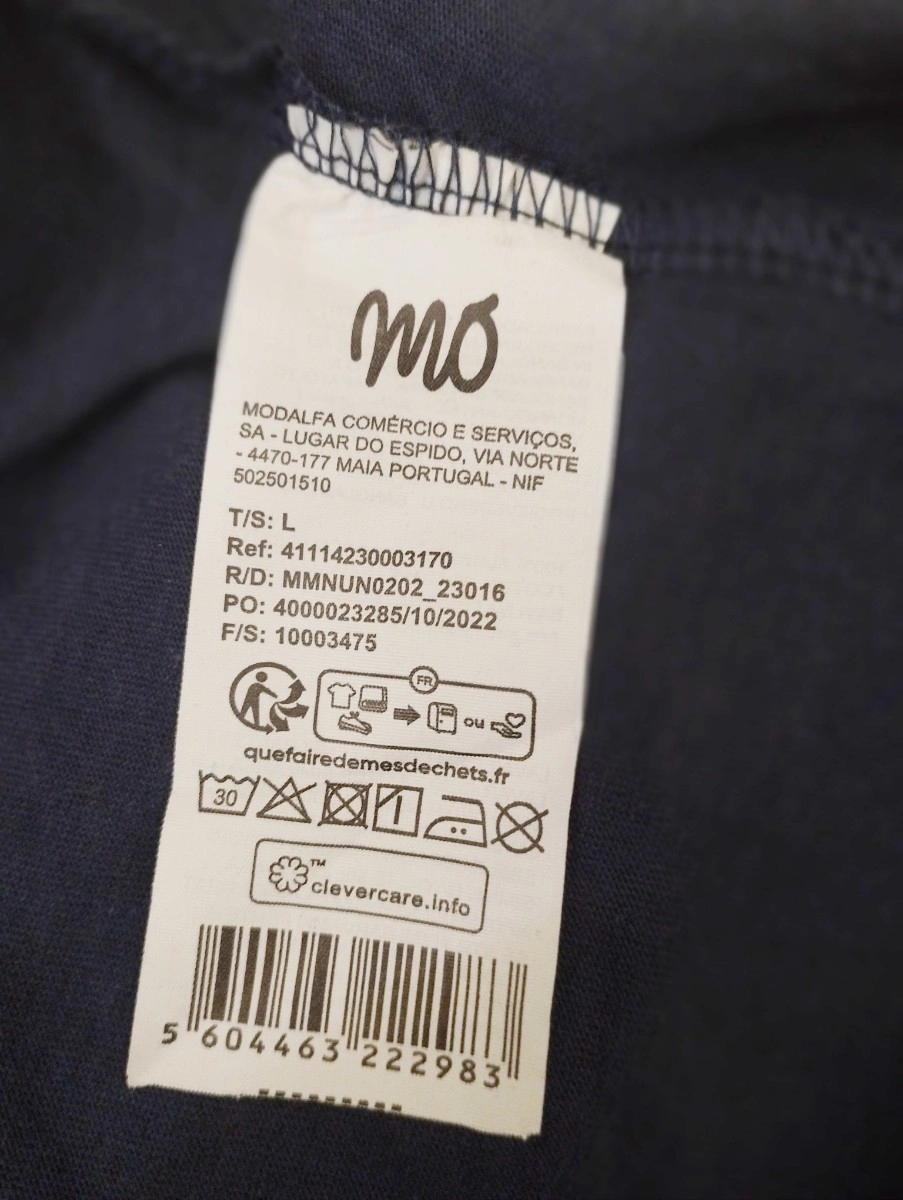 mo
MODALFA COMÉRCIO E SERVIÇOS,
SA - LUGAR DO ESPIDO, VIA NORTE
- 4470-177 MAIA PORTUGAL - NIF
502501510
T/S: L
Ref: 41114230003170
R/D: MMNUN0202_23016
PO: 4000023285/10/2022
F/S: 10003475
FR
ou
quefairedemesdechets.fr
30
™
clevercare.info
5 604463 222983